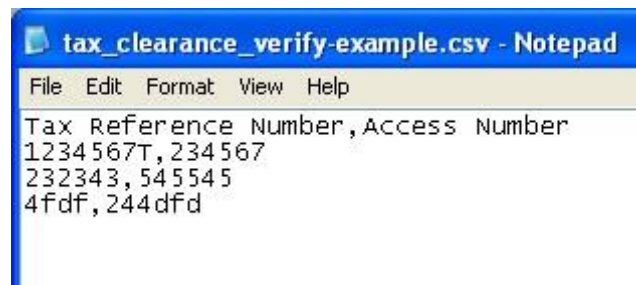 tax_clearance_verify-example.csv - Notepad
File Edit Format View Help
Tax Reference Number,Access Number
1234567T,234567
232343,545545
4fdf,244dfd